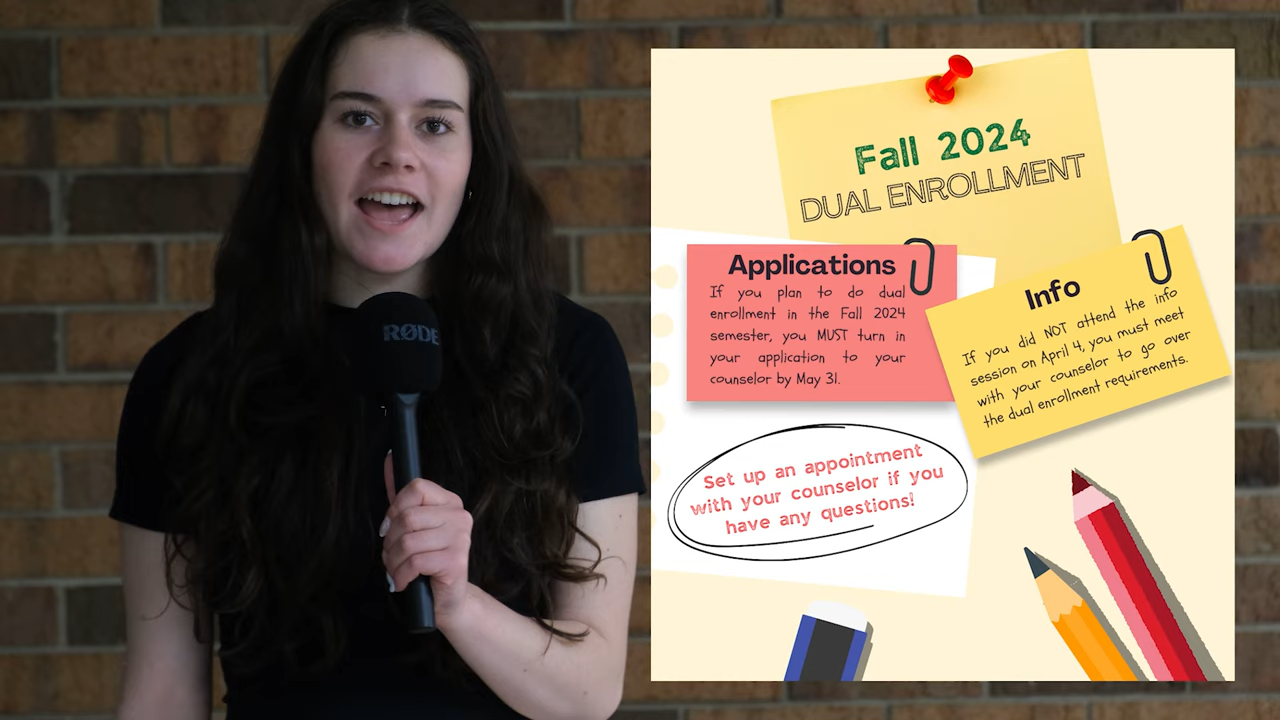 RØDE
Fall 2024
DUAL ENROLLMENT
Applications
If you plan to do dual
enrollment in the Fall 2024
semester, you MUST turn in
your application to your
counselor by May 31.
Info
If you did NOT attend the info
session on April 4, you must meet
with your counselor to go over
the dual enrollment requirements.
Set up an appointment
with your counselor if you
have any questions!